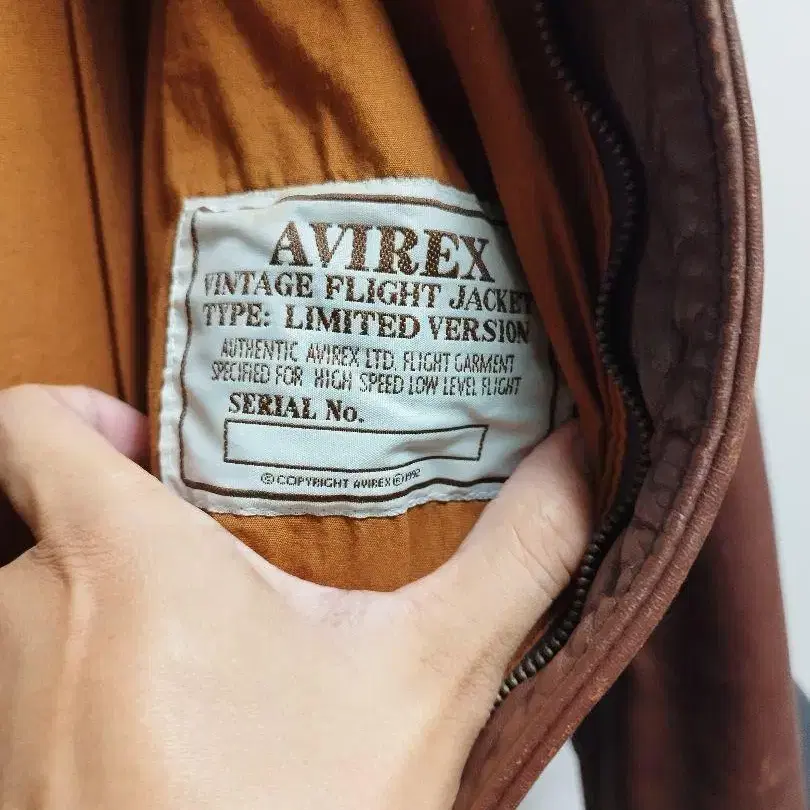 AVIREX
VINTAGE FLIGHT JACKET
TYPE: LIMITED VERSION
AUTHENTIC AVIREX LTD. FLIGHT GARMENT
SPECIFIED FOR HIGH SPEED LOW LEVEL FLIGHT
SERIAL No.
© COPYRIGHT AVIREX © 1992